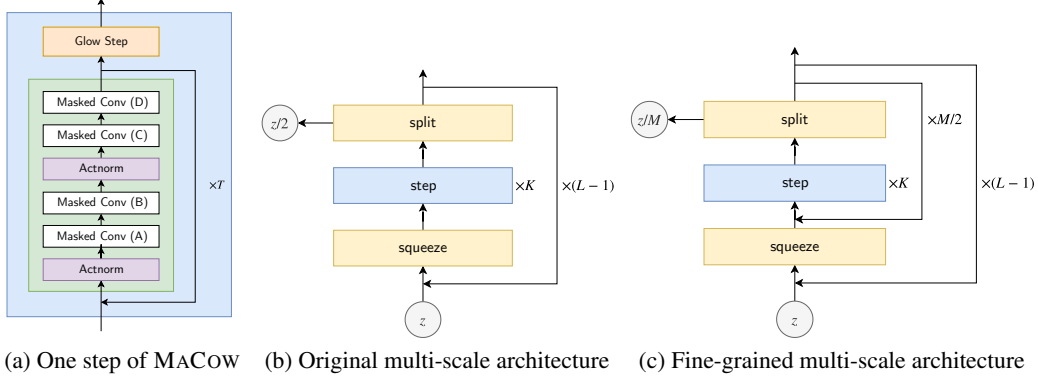 Glow Step
Masked Conv (D)
Masked Conv (C)
Actnorm
Masked Conv (B)
Masked Conv (A)
Actnorm
×T
(a) One step of MACOW
z/2
split
step
×K
×(L − 1)
squeeze
z
(b) Original multi-scale architecture
z/M
split
×M/2
step
×K
×(L − 1)
squeeze
z
(c) Fine-grained multi-scale architecture